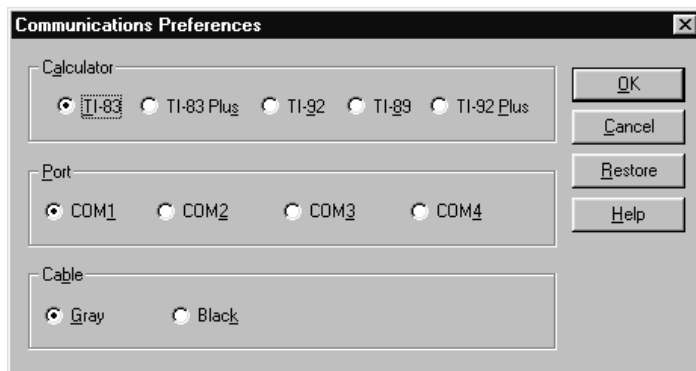 Communications Preferences
Calculator
TI-83 TI-83 Plus TI-92 TI-89 TI-92 Plus
Port
COM1 COM2 COM3 COM4
Cable
Gray Black
OK
Cancel
Restore
Help